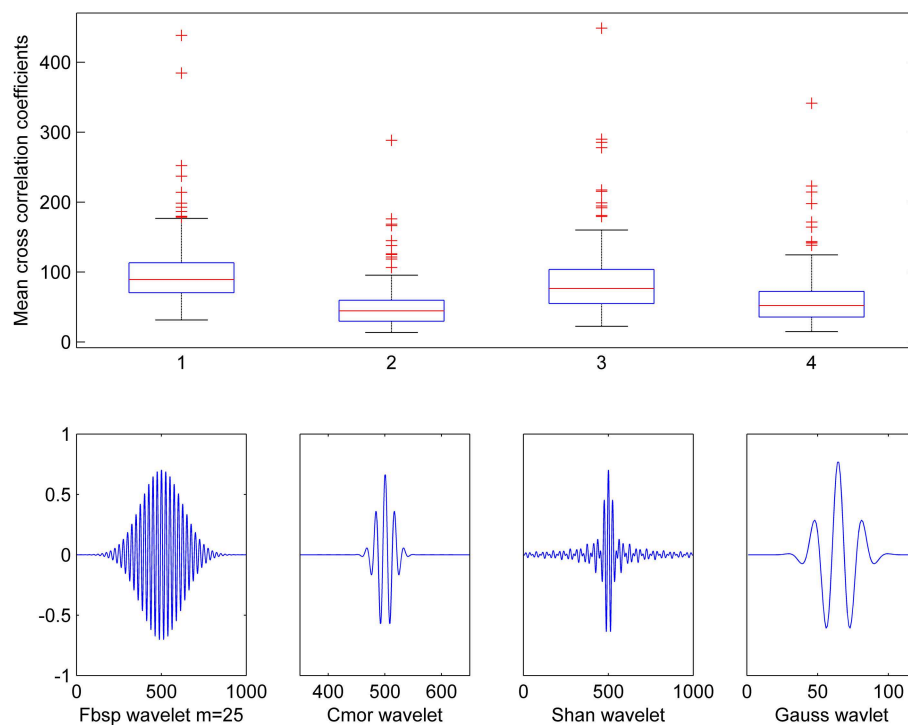 Mean cross correlation coefficients
400
300
200
100
0
1 2 3 4
1
0.5
0
-0.5
-1
0 500 1000
400 500 600
0 500 1000
0 50 100
Fbsp wavelet m=25
Cmor wavlet
Shan wavelet
Gauss wavlet